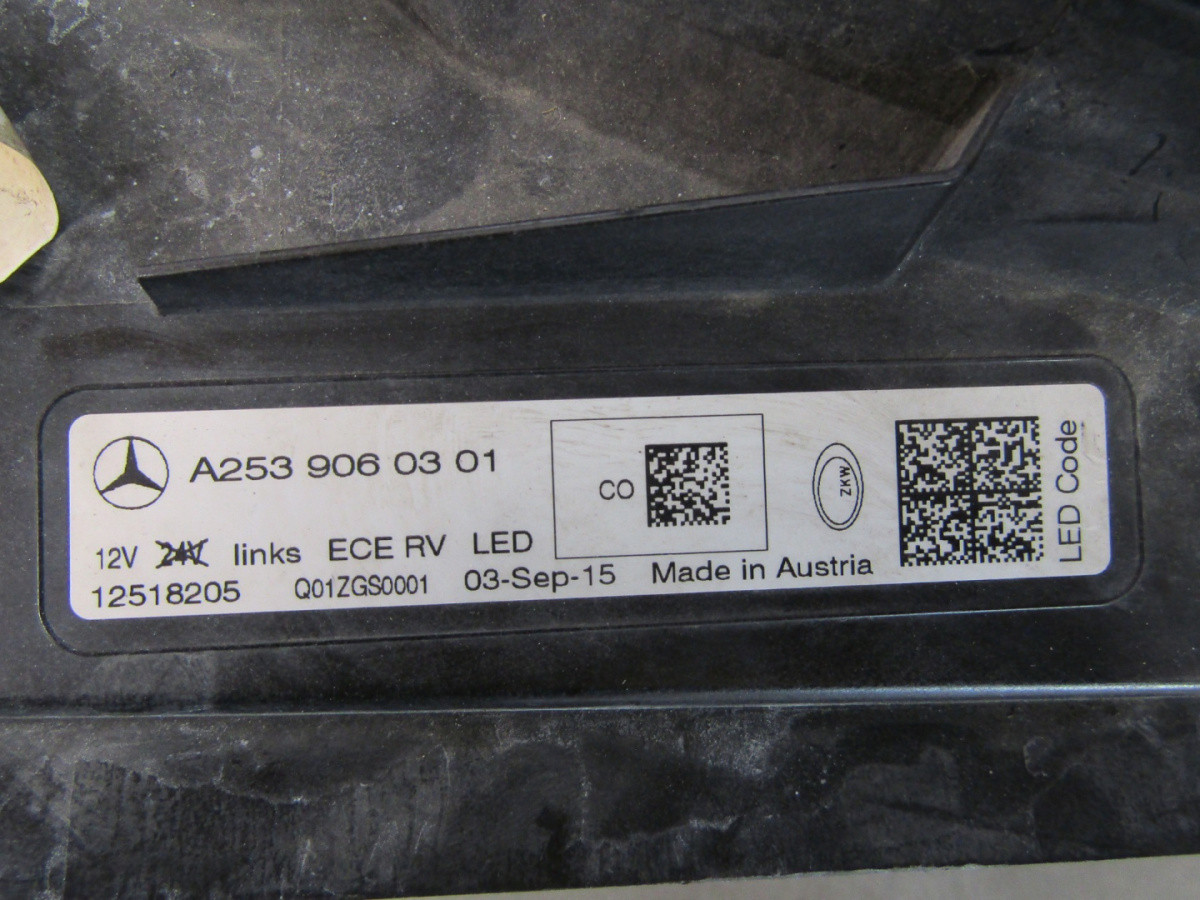 A253 906 03 01
CO
ZKW
LED Code
12V 24V links ECE RV LED
12518205 Q01ZGS0001 03-Sep-15 Made in Austria